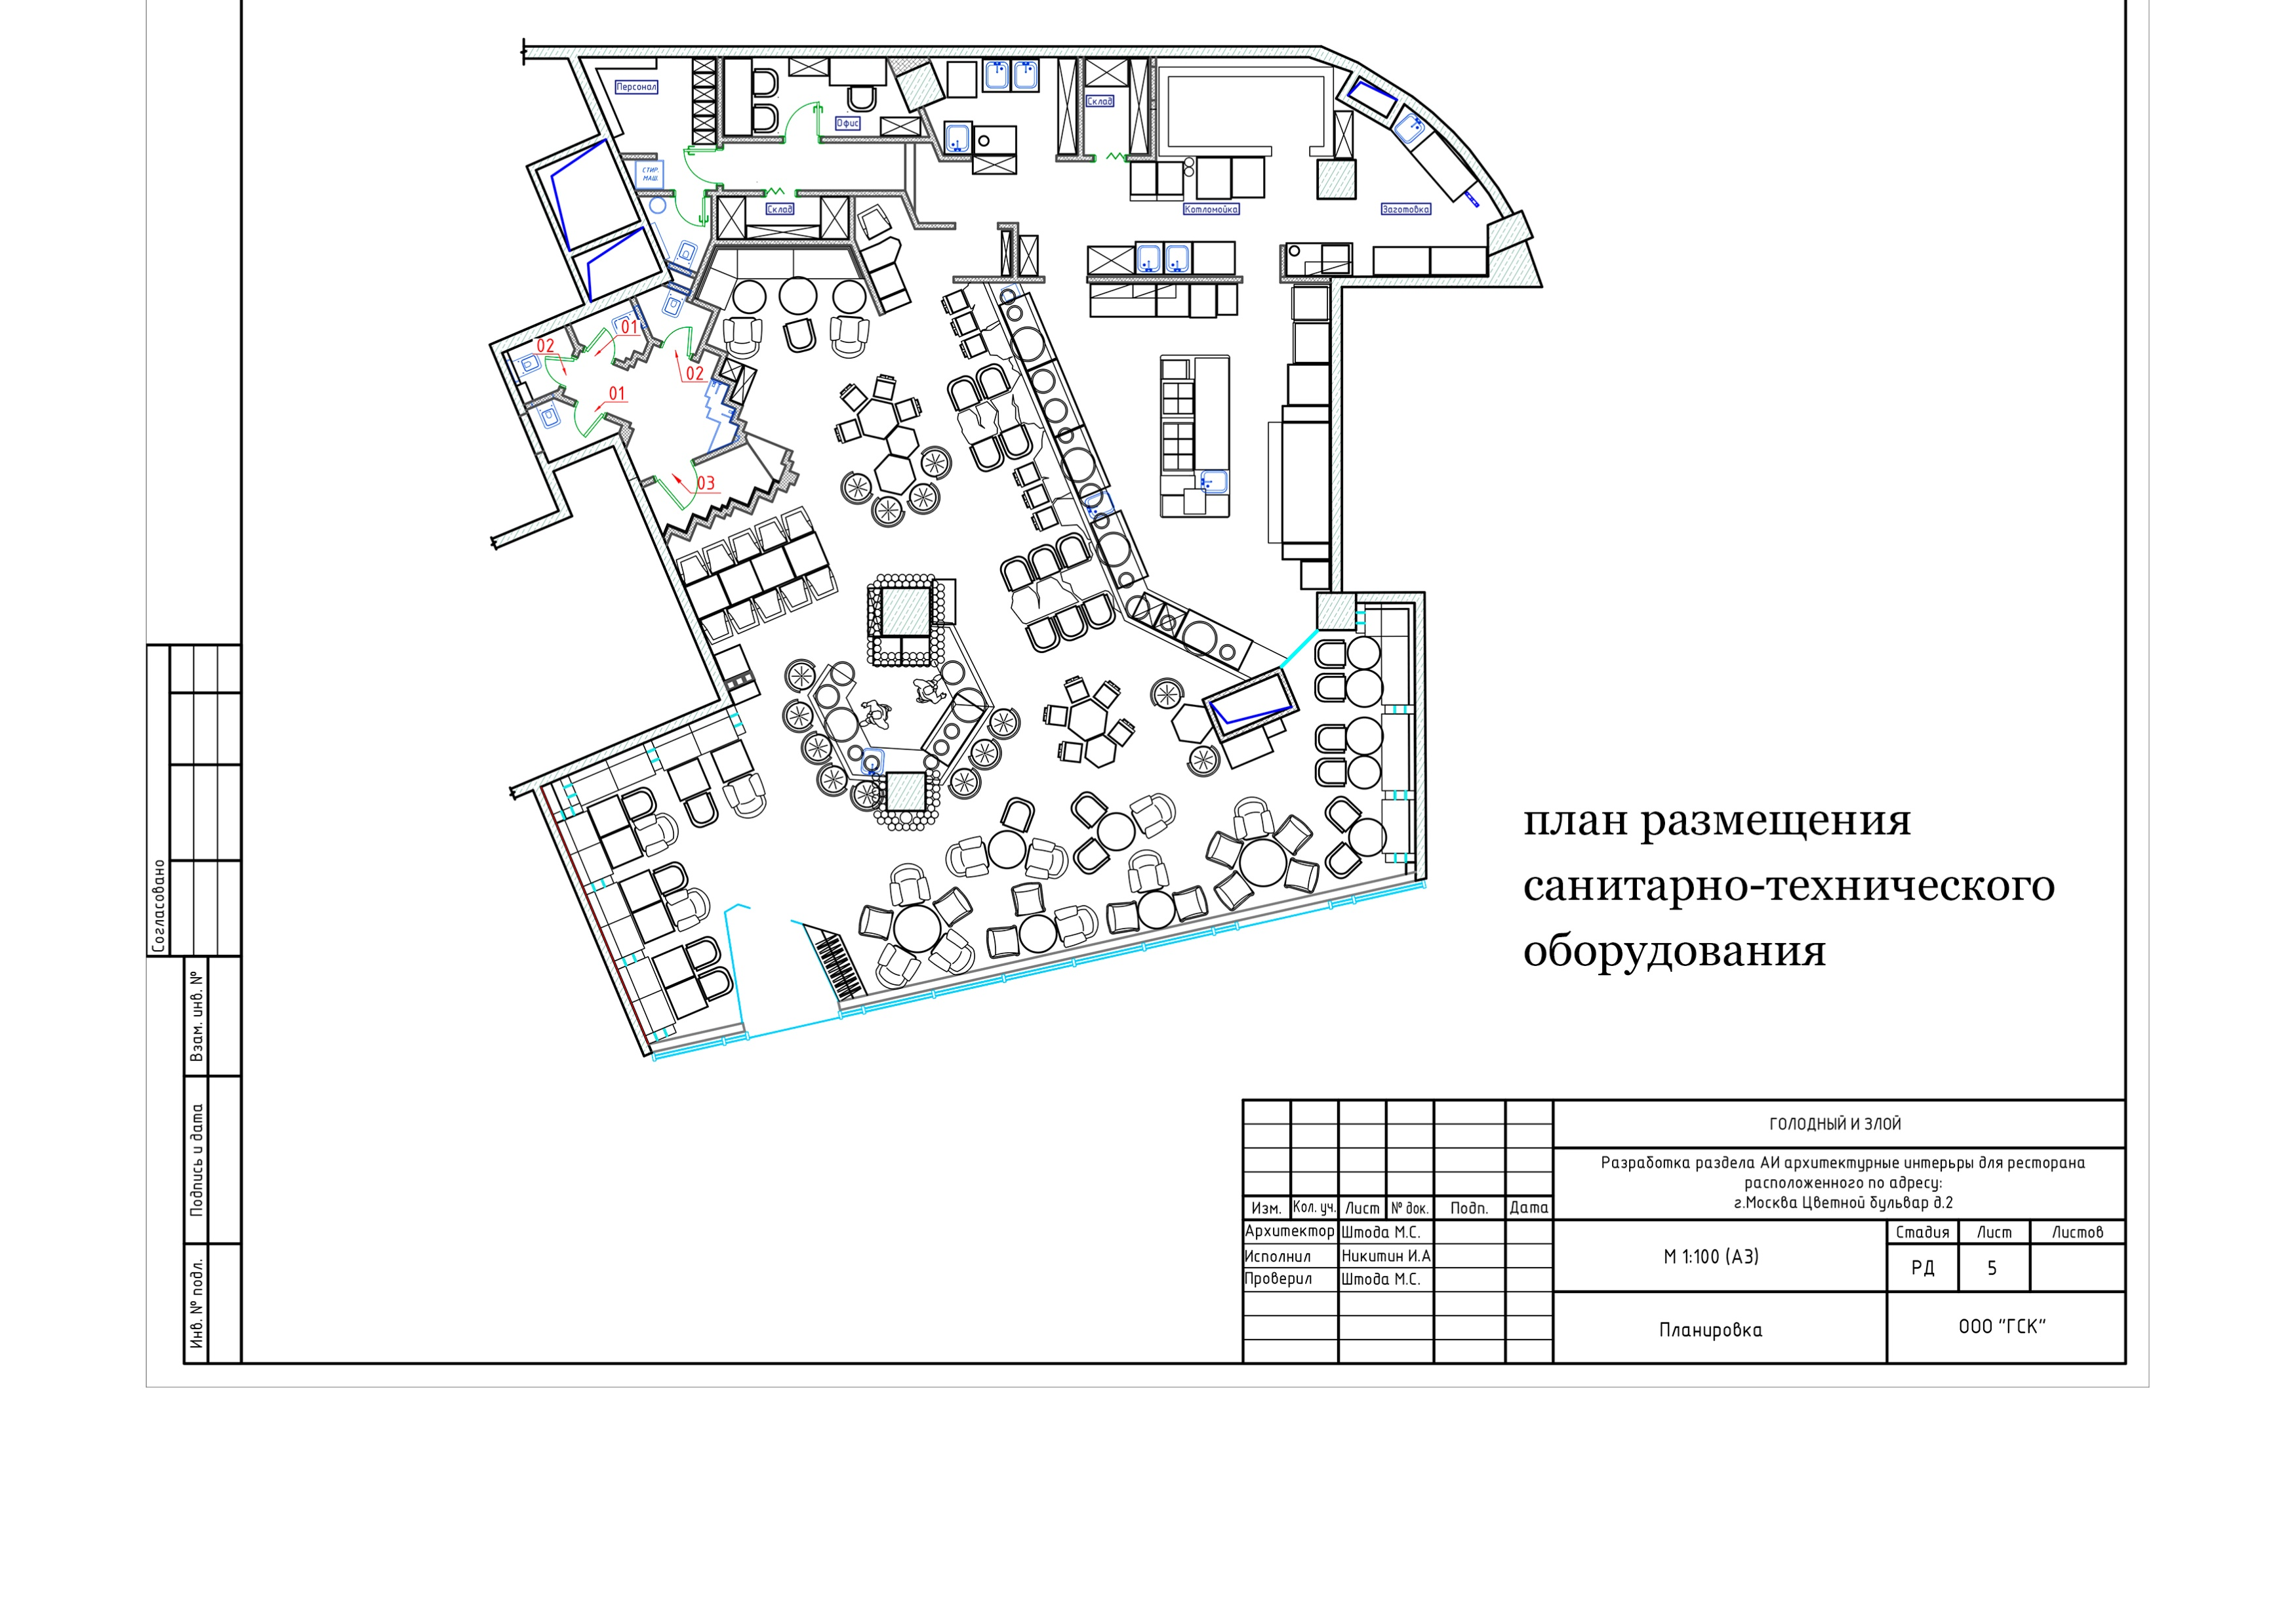 Персонал
Офис
Склад
СТИР.
МАШ.
Склад
Котломойка
Заготовка
01
02
02
01
03
план размещения
санитарно-технического
оборудования
Согласовано
Взам. инв. №
Подпись и дата
Инв. № подл.
ГОЛОДНЫЙ И ЗЛОЙ
Разработка раздела АИ архитектурные интерьры для ресторана
расположенного по адресу:
г.Москва Цветной бульвар д.2
Изм. Кол. уч. Лист № док. Подп. Дата
Архитектор Штода М.С.
Исполнил Никитин И.А
Проверил Штода М.С.
М 1:100 (А3)
Стадия Лист Листов
РД 5
Планировка
ООО "ГСК"